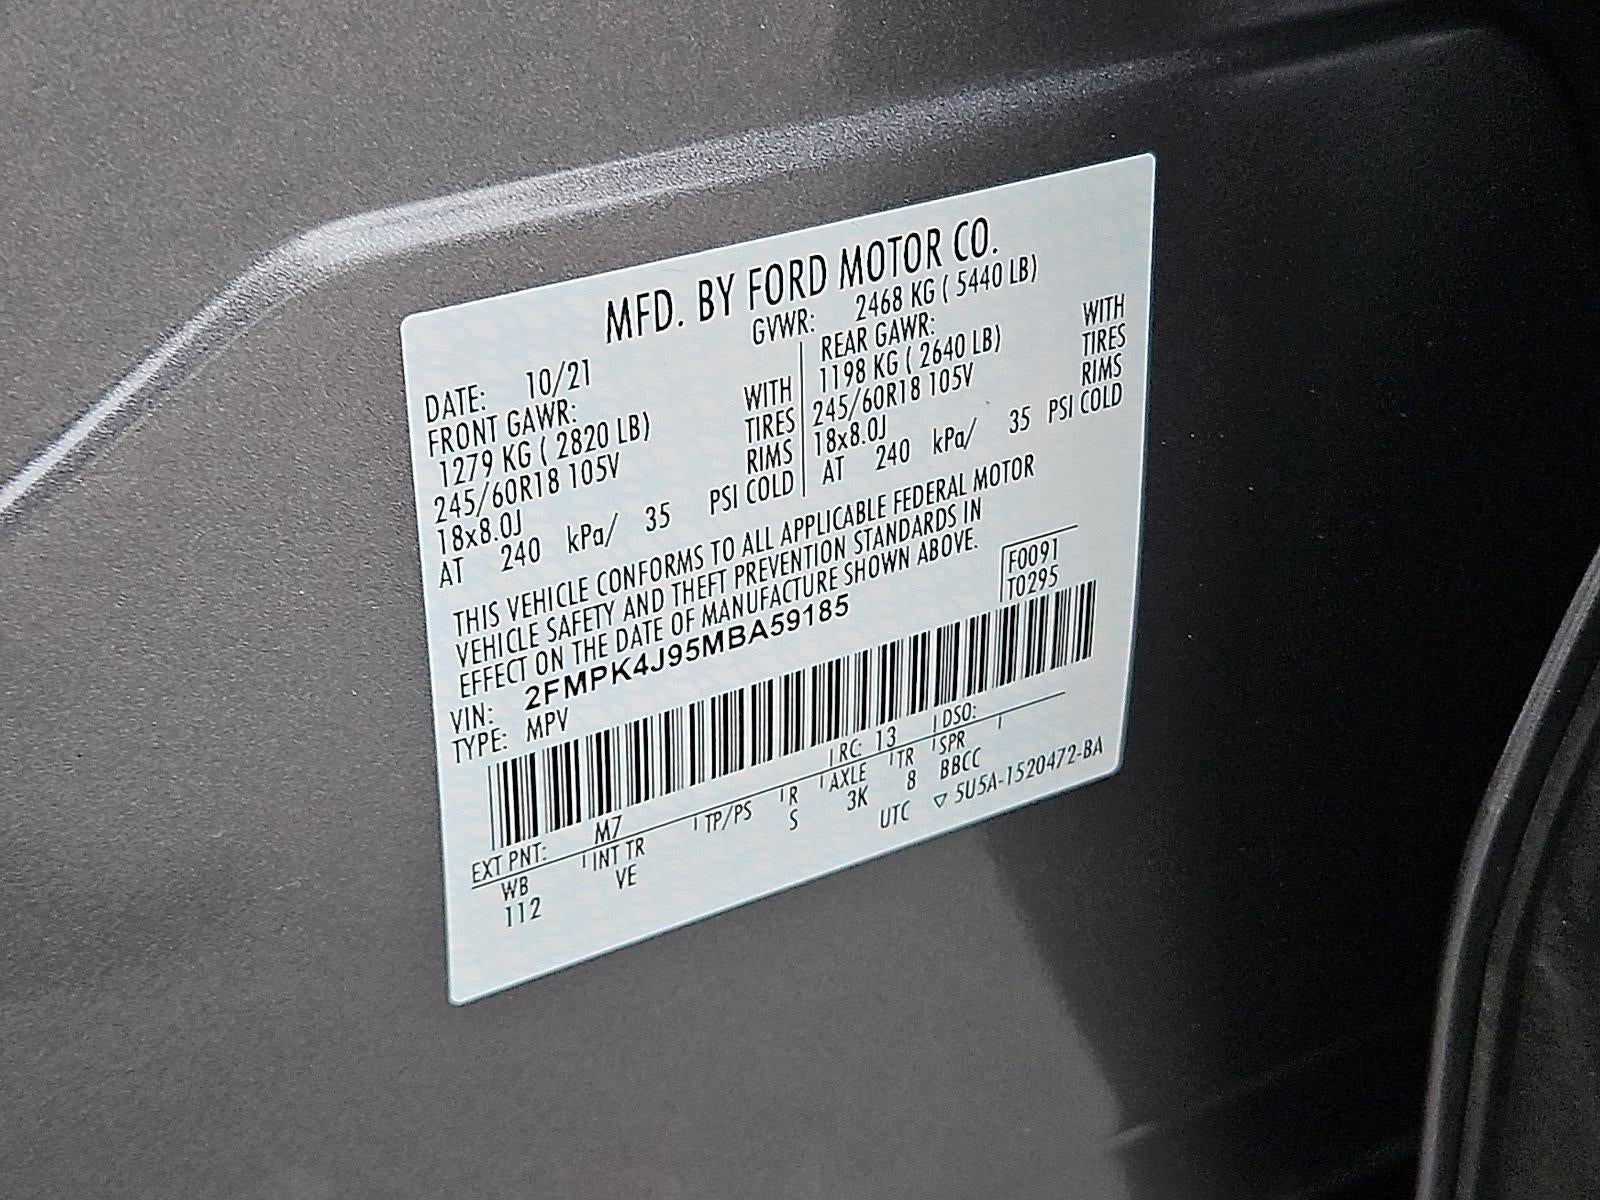 MFD. BY FORD MOTOR CO.
DATE: 10/21 GVWR: 2468 KG ( 5440 LB)
FRONT GAWR: REAR GAWR:
1279 KG ( 2820 LB) WITH 1198 KG ( 2640 LB) WITH
245/60R18 105V TIRES 245/60R18 105V TIRES
18x8.0J RIMS 18x8.0J RIMS
AT 240 kPa/ 35 PSI COLD AT 240 kPa/ 35 PSI COLD
THIS VEHICLE CONFORMS TO ALL APPLICABLE FEDERAL MOTOR
VEHICLE SAFETY AND THEFT PREVENTION STANDARDS IN
EFFECT ON THE DATE OF MANUFACTURE SHOWN ABOVE.
VIN: 2FMPK4J95MBA59185 F0091
TYPE: MPV T0295
EXT PNT: M7 RC: 13 DSO:
WB INT TR TP/PS R AXLE TR SPR
112 VE S 3K 8 BBCC
UTC ▽ 5U5A-1520472-BA